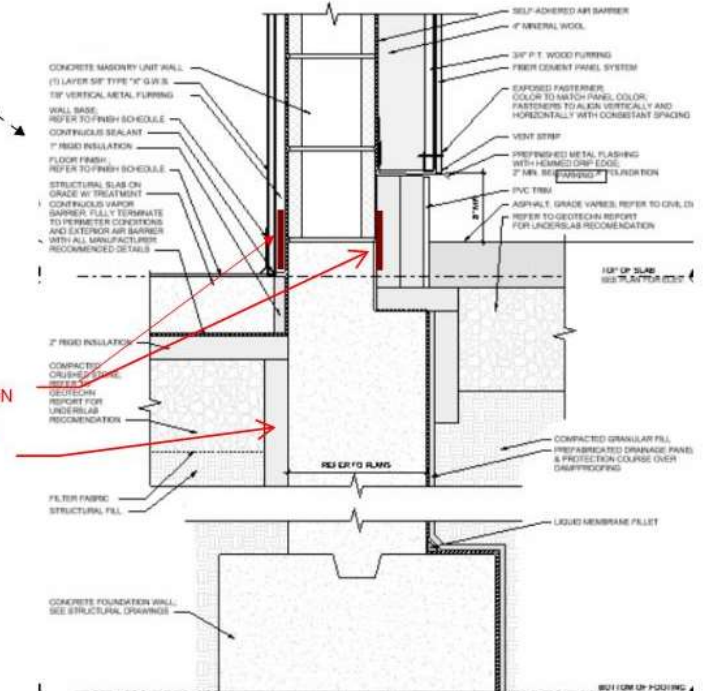 SELF-ADHERED AIR BARRIER
4" MINERAL WOOL
3/4" P.T. WOOD FURRING
FIBER CEMENT PANEL SYSTEM
EXPOSED FASTERNER;
COLOR TO MATCH PANEL COLOR;
FASTENERS TO ALIGN VERTICALLY AND
HORIZONTALLY WITH CONSISTANT SPACING
VENT STRIP
PREFINISHED METAL FLASHING
WITH HEMMED DRIP EDGE;
2" MIN. FOUNDATION
PARKING
PVC TRIM
ASPHALT, GRADE VARIES, REFER TO CIVIL
REFER TO GEOTECHN REPORT
FOR UNDERSLAB RECOMENDATION
TOP OF SLAB
SEE PLAN FOR ELEV
COMPACTED GRANULAR FILL
PREFABRICATED DRAINAGE PANEL
& PROTECTION COURSE OVER
DAMPPROOFING
LIQUID MEMBRANE FILLET
BOTTOM OF FOOTING
CONCRETE MASONRY UNIT WALL
(1) LAYER 5/8" TYPE "X" G.W.B.
7/8" VERTICAL METAL FURRING
WALL BASE;
REFER TO FINISH SCHEDULE
CONTINUOUS SEALANT
1" RIGID INSULATION
FLOOR FINISH;
REFER TO FINISH SCHEDULE
STRUCTURAL SLAB ON
GRADE W/ TREATMENT
CONTINUOUS VAPOR
BARRIER, FULLY TERMINATE
TO PERIMETER CONDITIONS
AND EXTERIOR AIR BARRIER
WITH ALL MANUFACTURER
RECOMMENDED DETAILS
2" RIGID INSULATION
COMPACTED
CRUSHED STONE,
REFER TO
GEOTECHN
REPORT FOR
UNDERSLAB
RECOMENDATION
N
REFER TO PLANS
FILTER FABRIC
STRUCTURAL FILL
CONCRETE FOUNDATION WALL,
SEE STRUCTURAL DRAWINGS